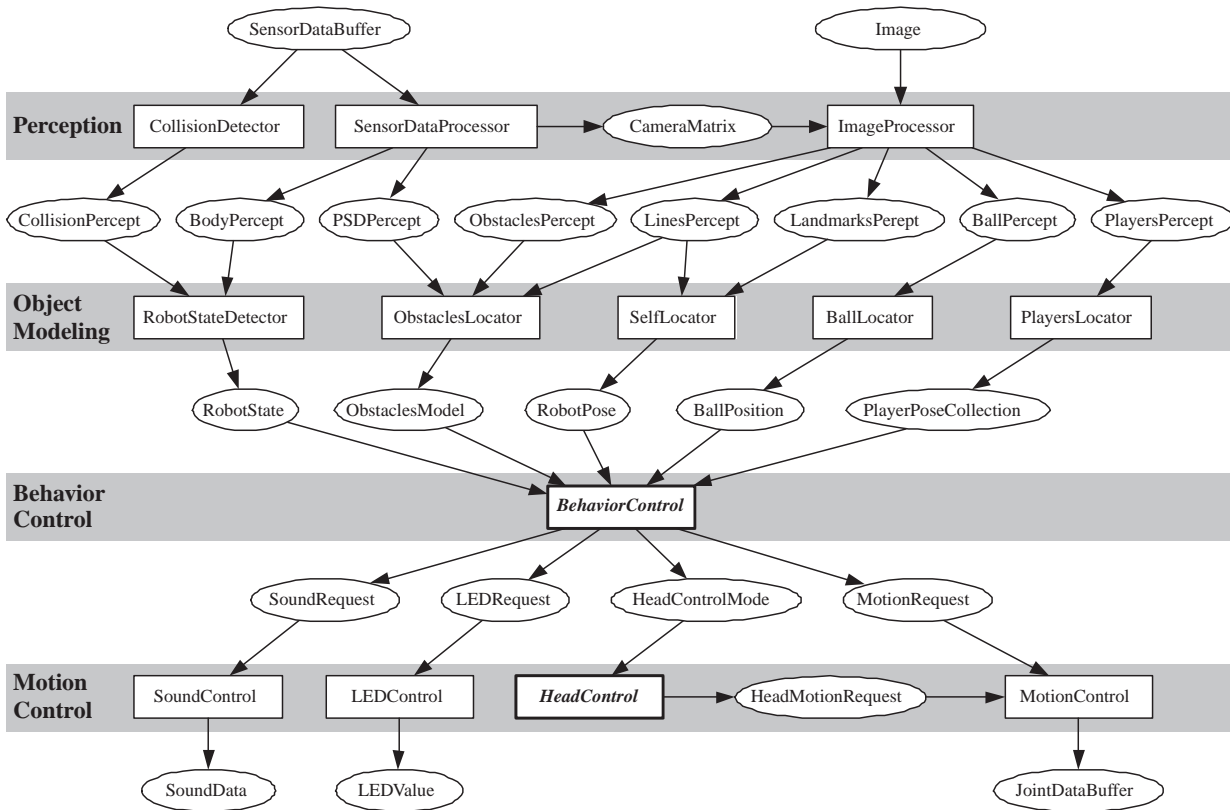 SensorDataBuffer
Image
Perception
CollisionDetector
SensorDataProcessor
CameraMatrix
ImageProcessor
CollisionPercept
BodyPercept
PSDPercept
ObstaclesPercept
LinesPercept
LandmarksPerept
BallPercept
PlayersPercept
Object
Modeling
RobotStateDetector
ObstaclesLocator
SelfLocator
BallLocator
PlayersLocator
RobotState
ObstaclesModel
RobotPose
BallPosition
PlayerPoseCollection
Behavior
Control
BehaviorControl
SoundRequest
LEDRequest
HeadControlMode
MotionRequest
Motion
Control
SoundControl
LEDControl
HeadControl
HeadMotionRequest
MotionControl
SoundData
LEDValue
JointDataBuffer